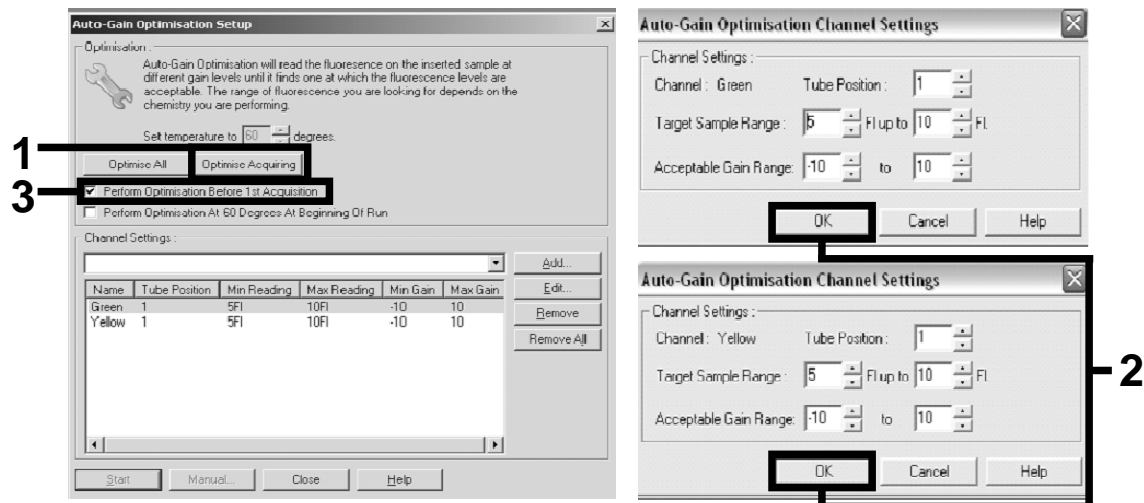 Auto-Gain Optimisation Setup
Optimisation :
Auto-Gain Optimisation will read the fluoresence on the inserted sample at
different gain levels until it finds one at which the fluorescence levels are
acceptable. The range of fluorescence you are looking for depends on the
chemistry you are performing.
Set temperature to 60 degrees.
1
Optimise All Optimise Acquiring
3
Perform Optimisation Before 1st Acquisition
Perform Optimisation At 60 Degrees At Beginning Of Run
Channel Settings :
Add...
Name Tube Position Min Reading Max Reading Min Gain Max Gain
Edit...
Green 1 5Fl 10Fl -10 10
Remove
Yellow 1 5Fl 10Fl -10 10
Remove All
Start Manual... Close Help
Auto-Gain Optimisation Channel Settings
Channel Settings :
Channel : Green Tube Position : 1
Target Sample Range : 5 Fl up to 10 Fl.
Acceptable Gain Range: -10 to 10
OK Cancel Help
Auto-Gain Optimisation Channel Settings
Channel Settings :
Channel : Yellow Tube Position : 1
Target Sample Range : 5 Fl up to 10 Fl.
Acceptable Gain Range: -10 to 10
OK Cancel Help
2